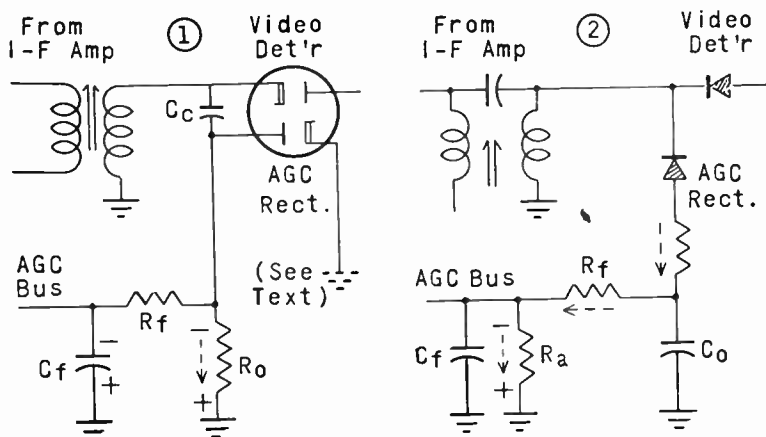 From
I-F Amp
1
Video
Det'r
Cc
AGC
Rect.
(See
Text)
AGC
Bus
Rf
Cf
−
+
−
+
Ro
From
I-F Amp
2
Video
Det'r
AGC
Rect.
AGC Bus
Rf
Cf
−
+
Ra
Co